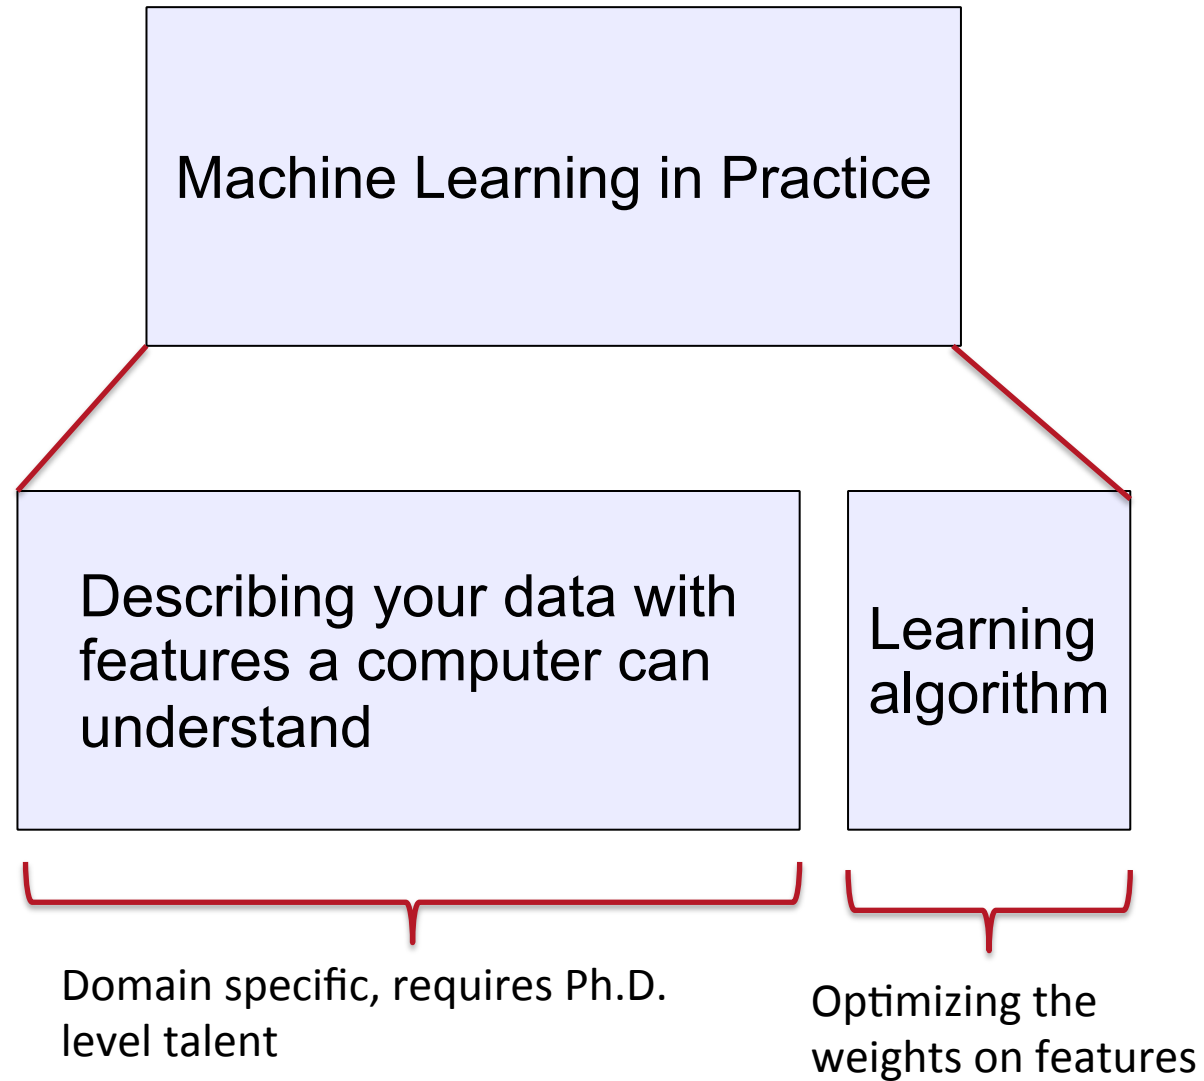 Machine Learning in Practice
Describing your data with
features a computer can
understand
Learning
algorithm
Domain specific, requires Ph.D.
level talent
Optimizing the
weights on features